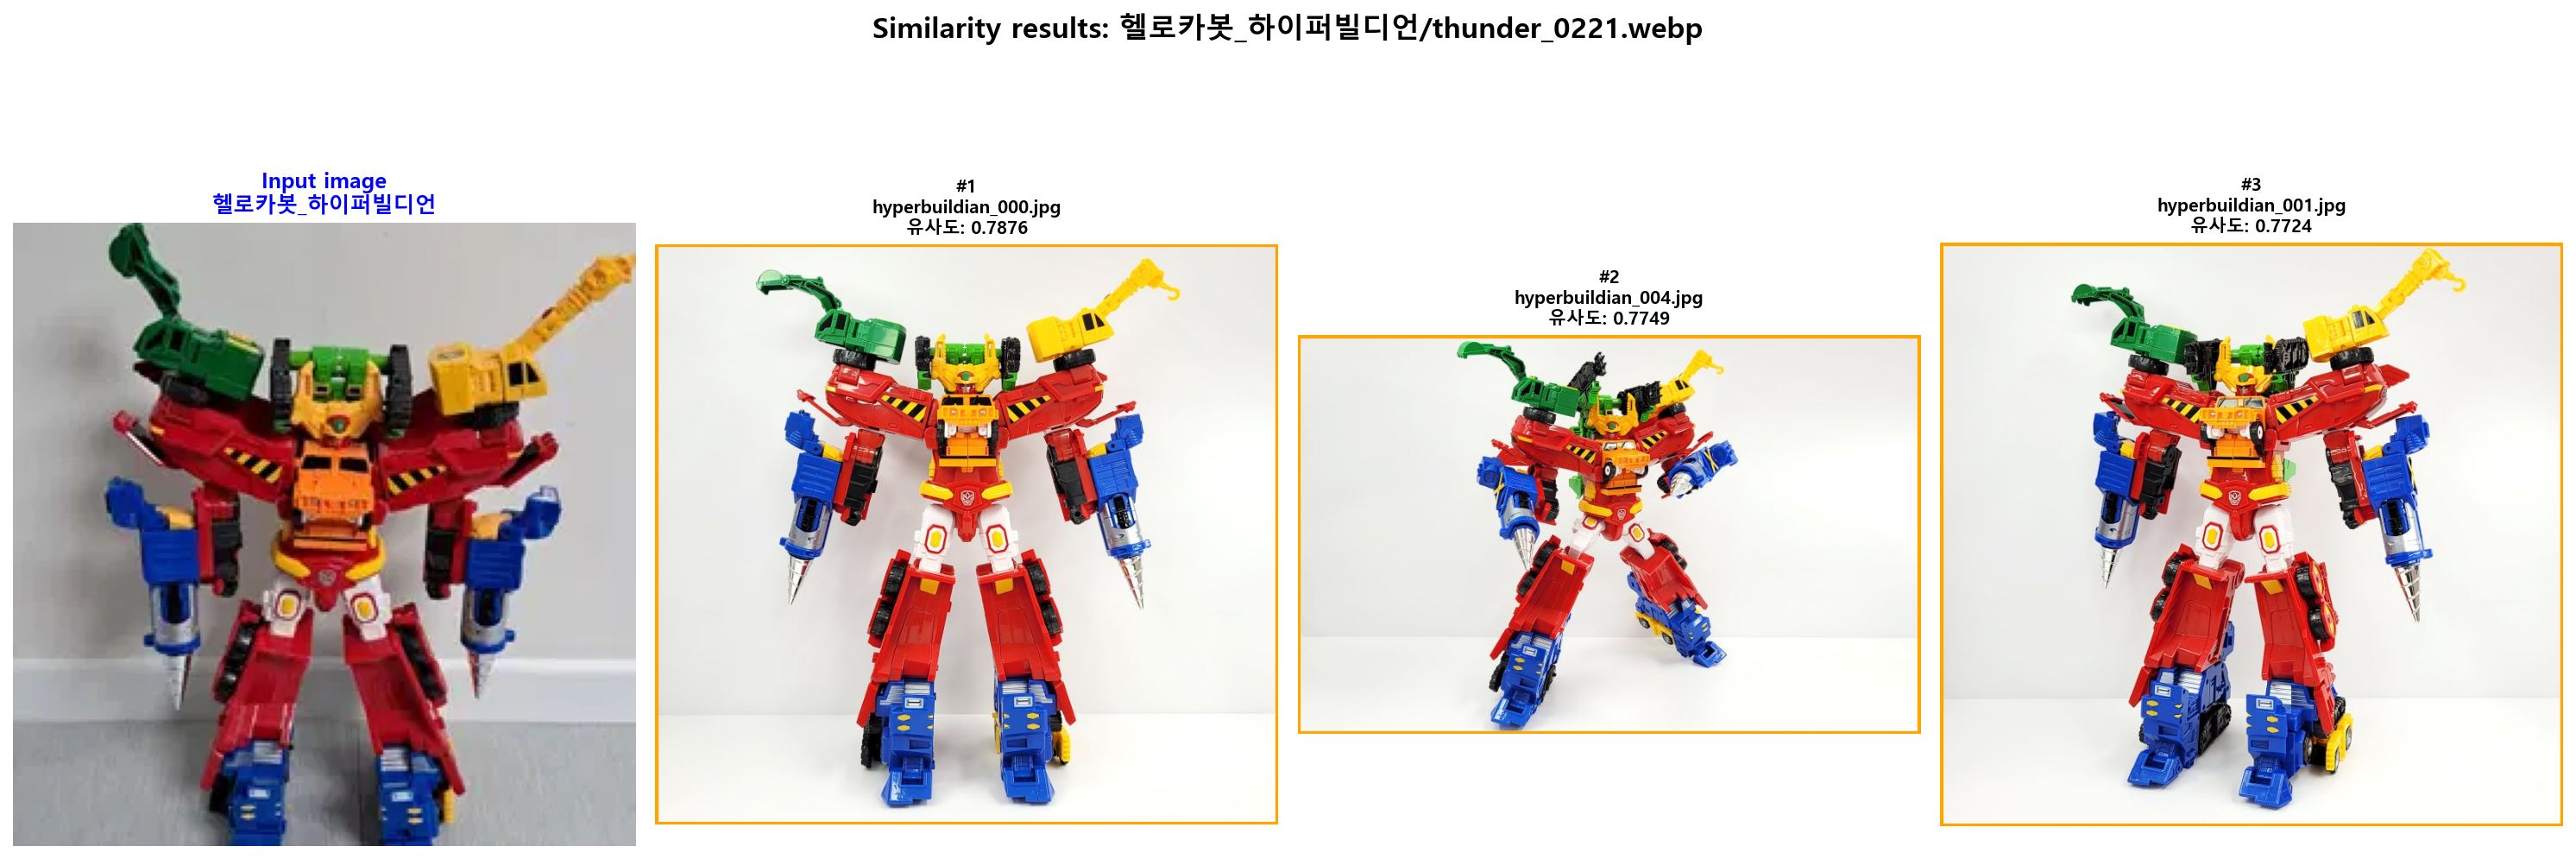 Similarity results: 헬로카봇_하이퍼빌디언/thunder_0221.webp
Input image
헬로카봇_하이퍼빌디언
#1
hyperbuildian_000.jpg
유사도: 0.7876
#2
hyperbuildian_004.jpg
유사도: 0.7749
#3
hyperbuildian_001.jpg
유사도: 0.7724